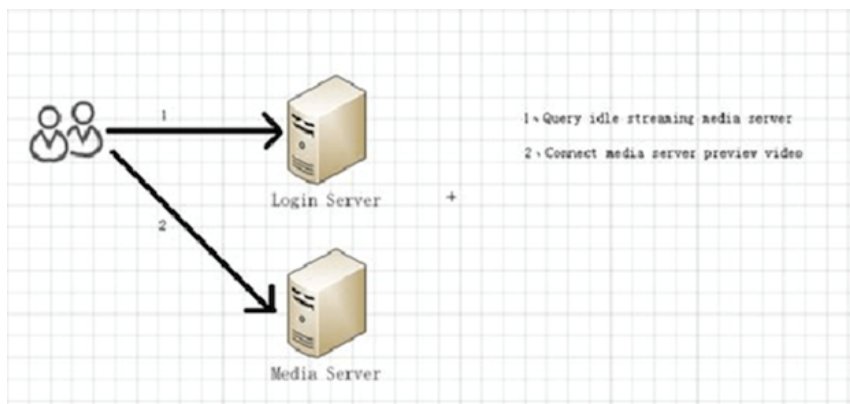 1
1、Query idle streaming media server
2、Connect media server preview video
Login Server
2
Media Server